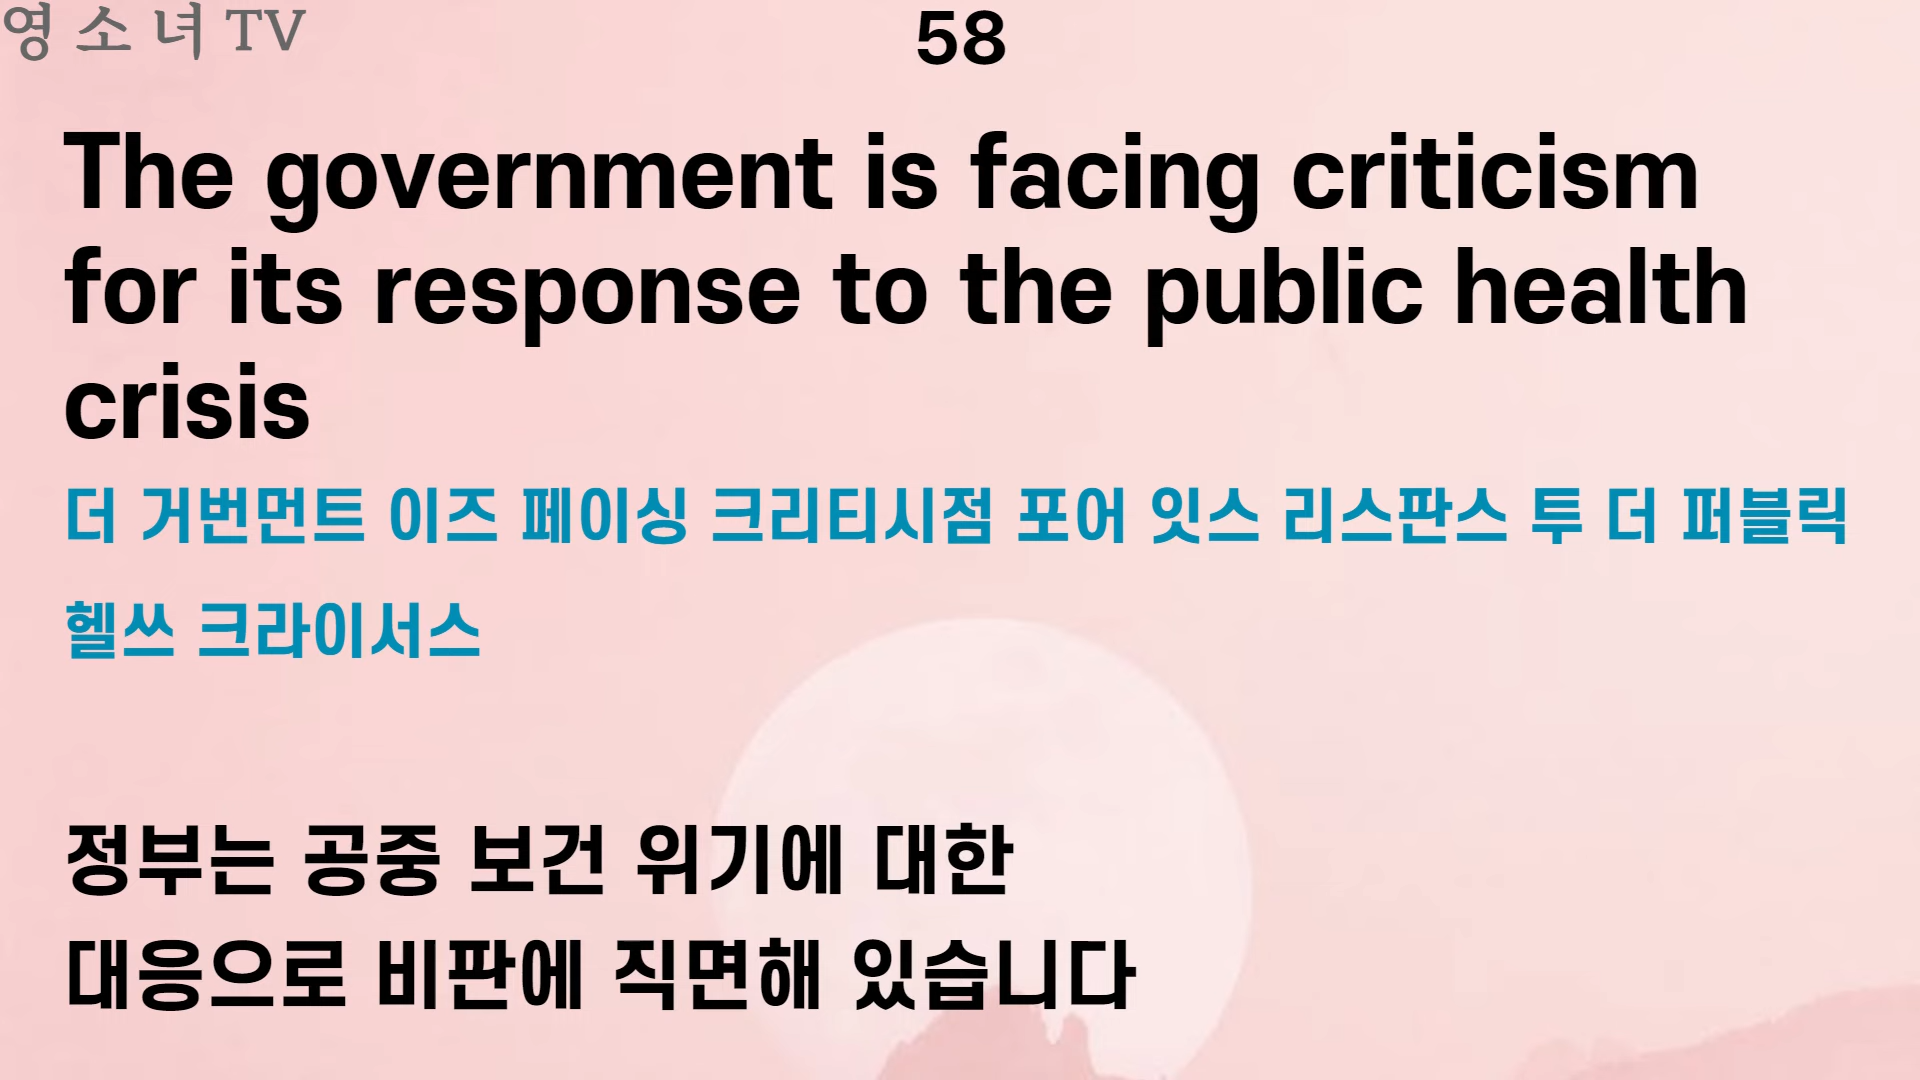 영소녀TV
58
The government is facing criticism
for its response to the public health
crisis
더 거번먼트 이즈 페이싱 크리티시점 포어 잇스 리스판스 투 더 퍼블릭
헬쓰 크라이서스
정부는 공중 보건 위기에 대한
대응으로 비판에 직면해 있습니다